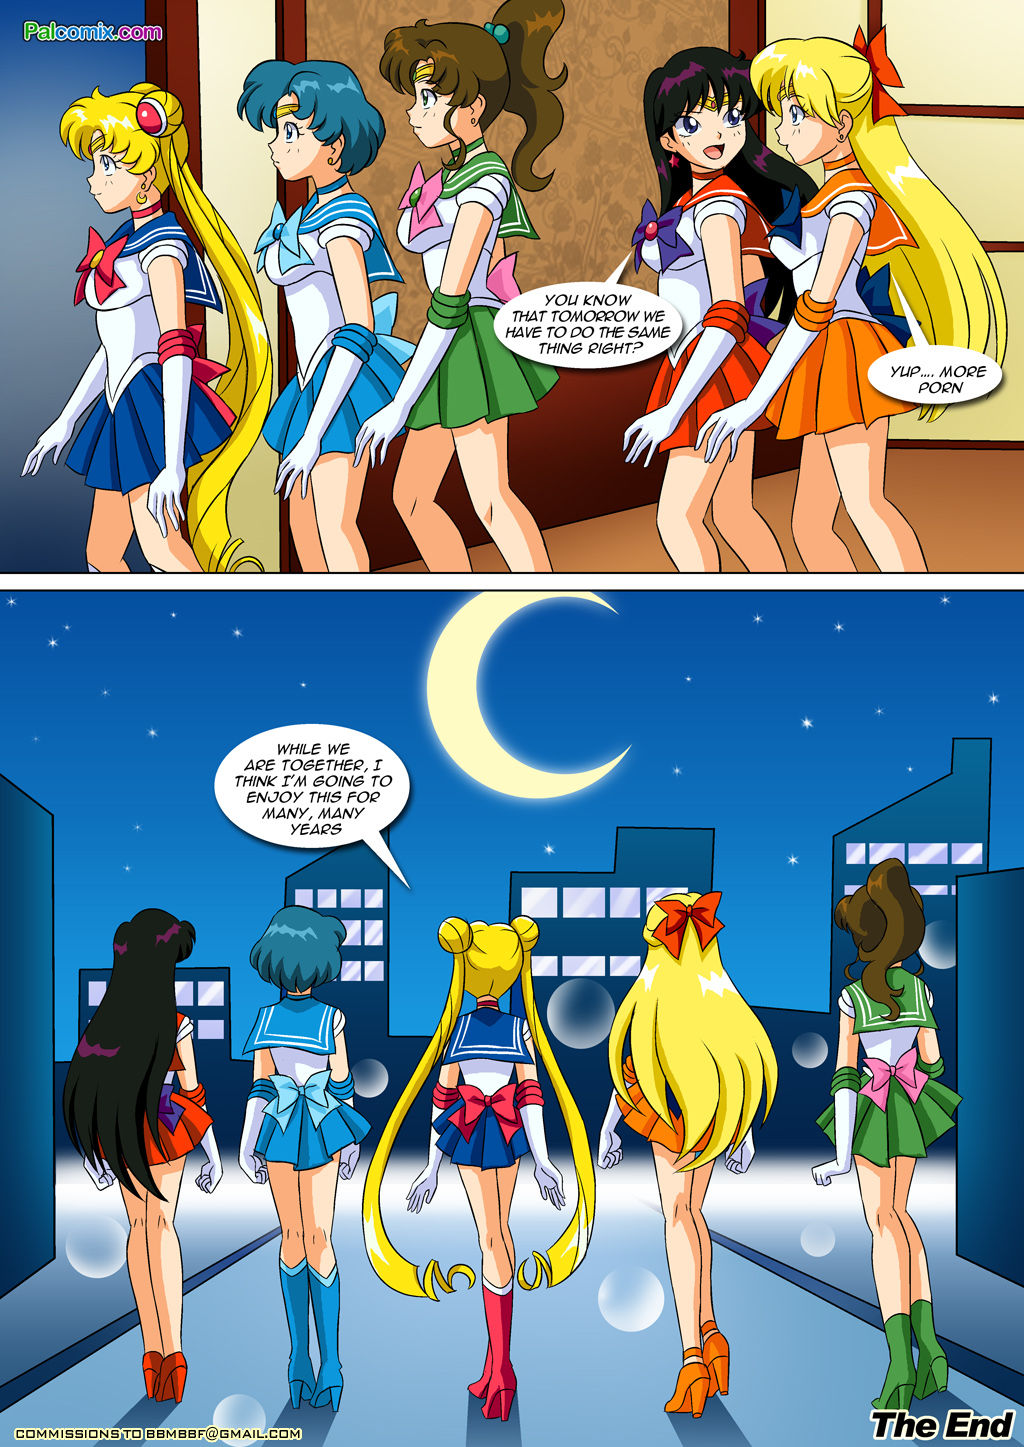 Palcomix.com
YOU KNOW
THAT TOMORROW WE
HAVE TO DO THE SAME
THING RIGHT?
YUP.... MORE
PORN
WHILE WE
ARE TOGETHER, I
THINK I'M GOING TO
ENJOY THIS FOR
MANY, MANY
YEARS
COMMISSIONS TO BBMBBF@GMAIL.COM
The End